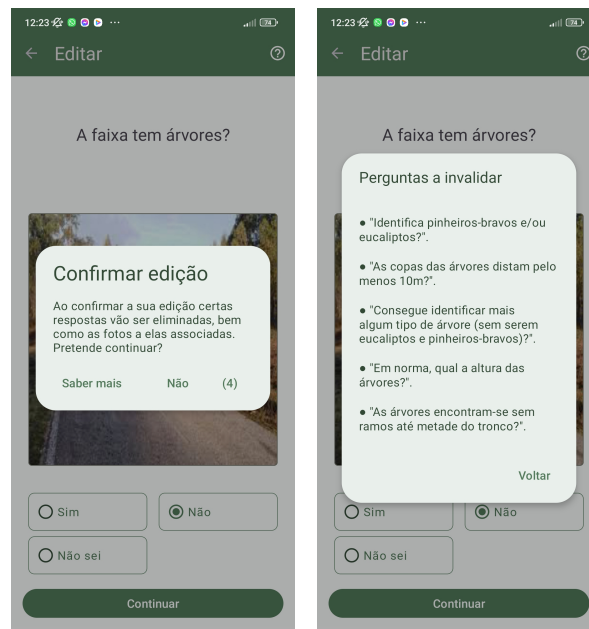 12:23
74
Editar
A faixa tem árvores?
Confirmar edição
Ao confirmar a sua edição certas
respostas vão ser eliminadas, bem
como as fotos a elas associadas.
Pretende continuar?
Saber mais Não (4)
Sim
Não
Não sei
Continuar
12:23
74
Editar
A faixa tem árvores?
Perguntas a invalidar
● "Identifica pinheiros-bravos e/ou
eucaliptos?".
● "As copas das árvores distam pelo
menos 10m?".
● "Consegue identificar mais
algum tipo de árvore (sem serem
eucaliptos e pinheiros-bravos)?".
● "Em norma, qual a altura das
árvores?".
● "As árvores encontram-se sem
ramos até metade do tronco?".
Voltar
Sim
Não
Não sei
Continuar